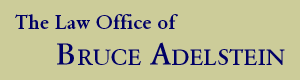 The Law Office of
BRUCE ADELSTEIN